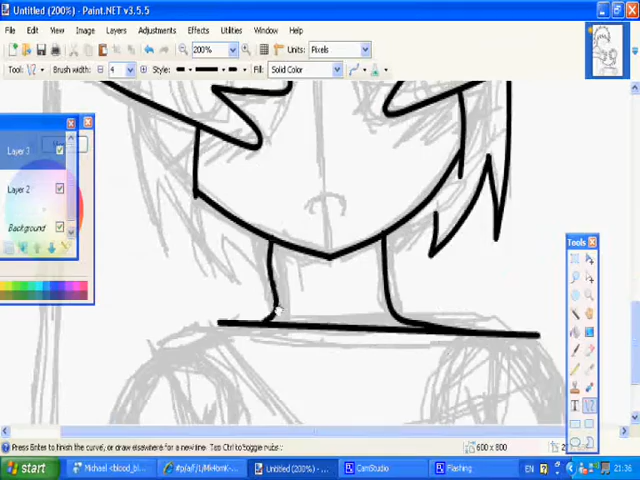 Untitled (200%) - Paint.NET v3.5.5
File Edit View Image Layers Adjustments Effects Utilities Window Help
200% Units: Pixels
Tool: Brush width: 4 Style: Fill: Solid Color
Layer 3
Layer 2
Background
Tools
Press Enter to finish the curve, or draw elsewhere for a new line. Tap Ctrl to toggle nubs.
600 x 800
start Michael <blood_bl... Untitled (200%) - ... CamStudio Flashing EN 21:36